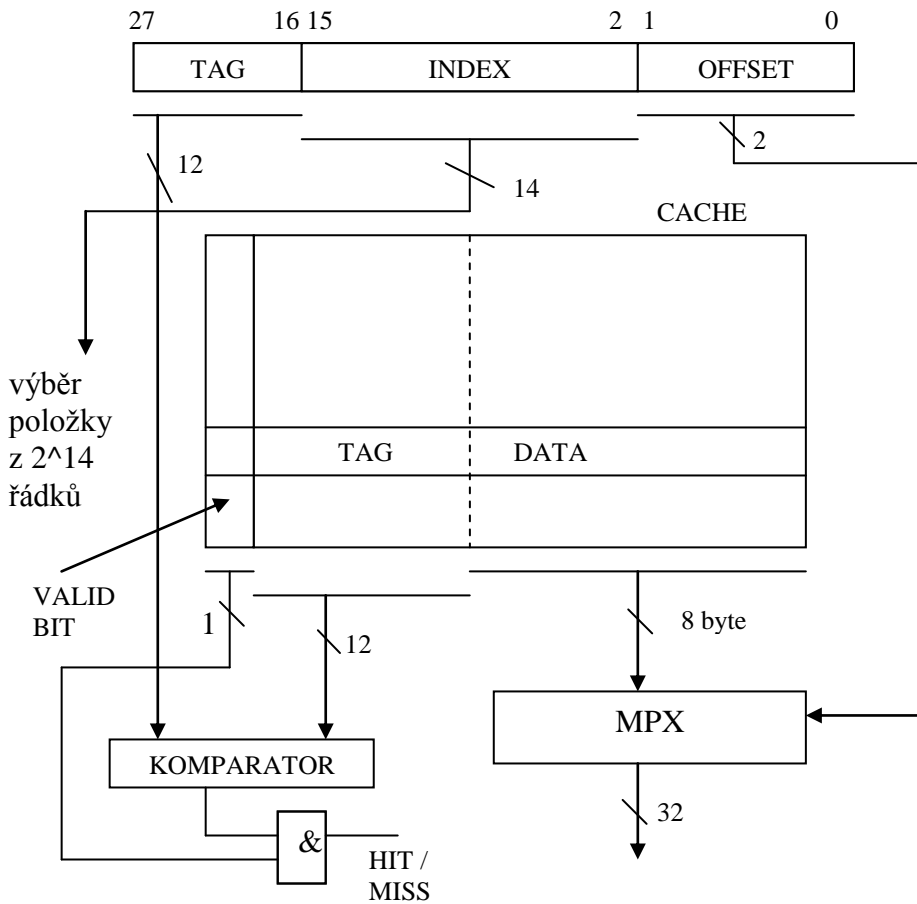 27 16 15 2 1 0
TAG INDEX OFFSET
12
14
2
CACHE
výběr
položky
z 2^14
řádků
TAG DATA
VALID
BIT
1
12
8 byte
MPX
KOMPARATOR
32
&
HIT /
MISS